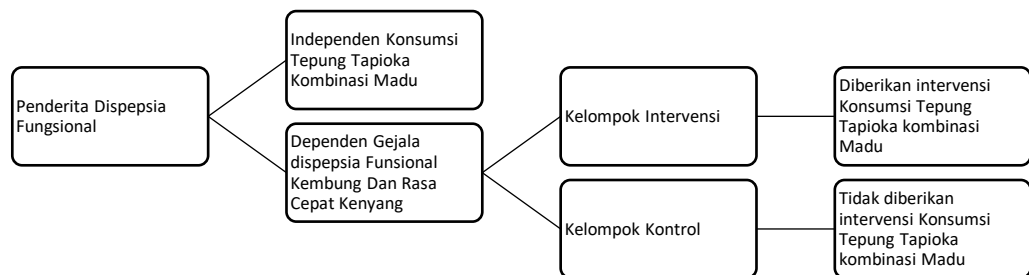 Penderita Dispepsia
Fungsional
Independen Konsumsi
Tepung Tapioka
Kombinasi Madu
Dependen Gejala
dispepsia Funsional
Kembung Dan Rasa
Cepat Kenyang
Kelompok Intervensi
Diberikan intervensi
Konsumsi Tepung
Tapioka kombinasi
Madu
Kelompok Kontrol
Tidak diberikan
intervensi Konsumsi
Tepung Tapioka
kombinasi Madu